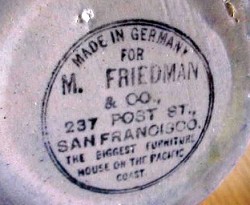 MADE IN GERMANY
FOR
M. FRIEDMAN
& CO.,
237 POST ST.,
SAN FRANCISCO.
THE BIGGEST FURNITURE
HOUSE ON THE PACIFIC
COAST.